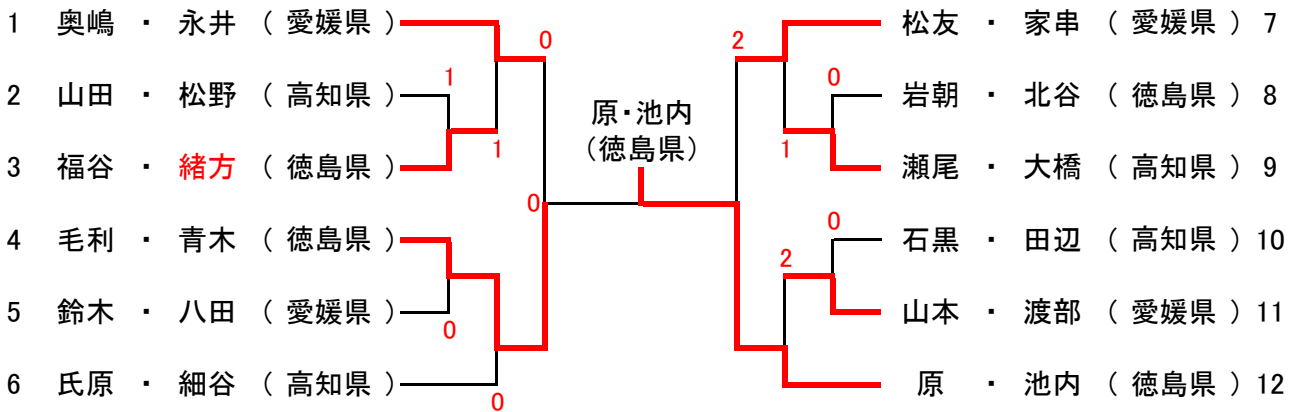 1 奥嶋 ・ 永井 ( 愛媛県 )
2 山田 ・ 松野 ( 高知県 )
3 福谷 ・ 緒方 ( 徳島県 )
4 毛利 ・ 青木 ( 徳島県 )
5 鈴木 ・ 八田 ( 愛媛県 )
6 氏原 ・ 細谷 ( 高知県 )
0
1
1
0
0
0
原・池内
(徳島県)
2
0
1
0
2
松友 ・ 家串 ( 愛媛県 ) 7
岩朝 ・ 北谷 ( 徳島県 ) 8
瀬尾 ・ 大橋 ( 高知県 ) 9
石黒 ・ 田辺 ( 高知県 ) 10
山本 ・ 渡部 ( 愛媛県 ) 11
原 ・ 池内 ( 徳島県 ) 12